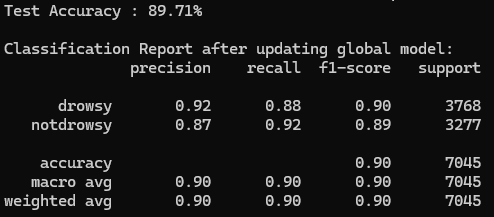 Test Accuracy : 89.71%
Classification Report after updating global model:
precision recall f1-score support
drowsy 0.92 0.88 0.90 3768
notdrowsy 0.87 0.92 0.89 3277
accuracy 0.90 7045
macro avg 0.90 0.90 0.90 7045
weighted avg 0.90 0.90 0.90 7045